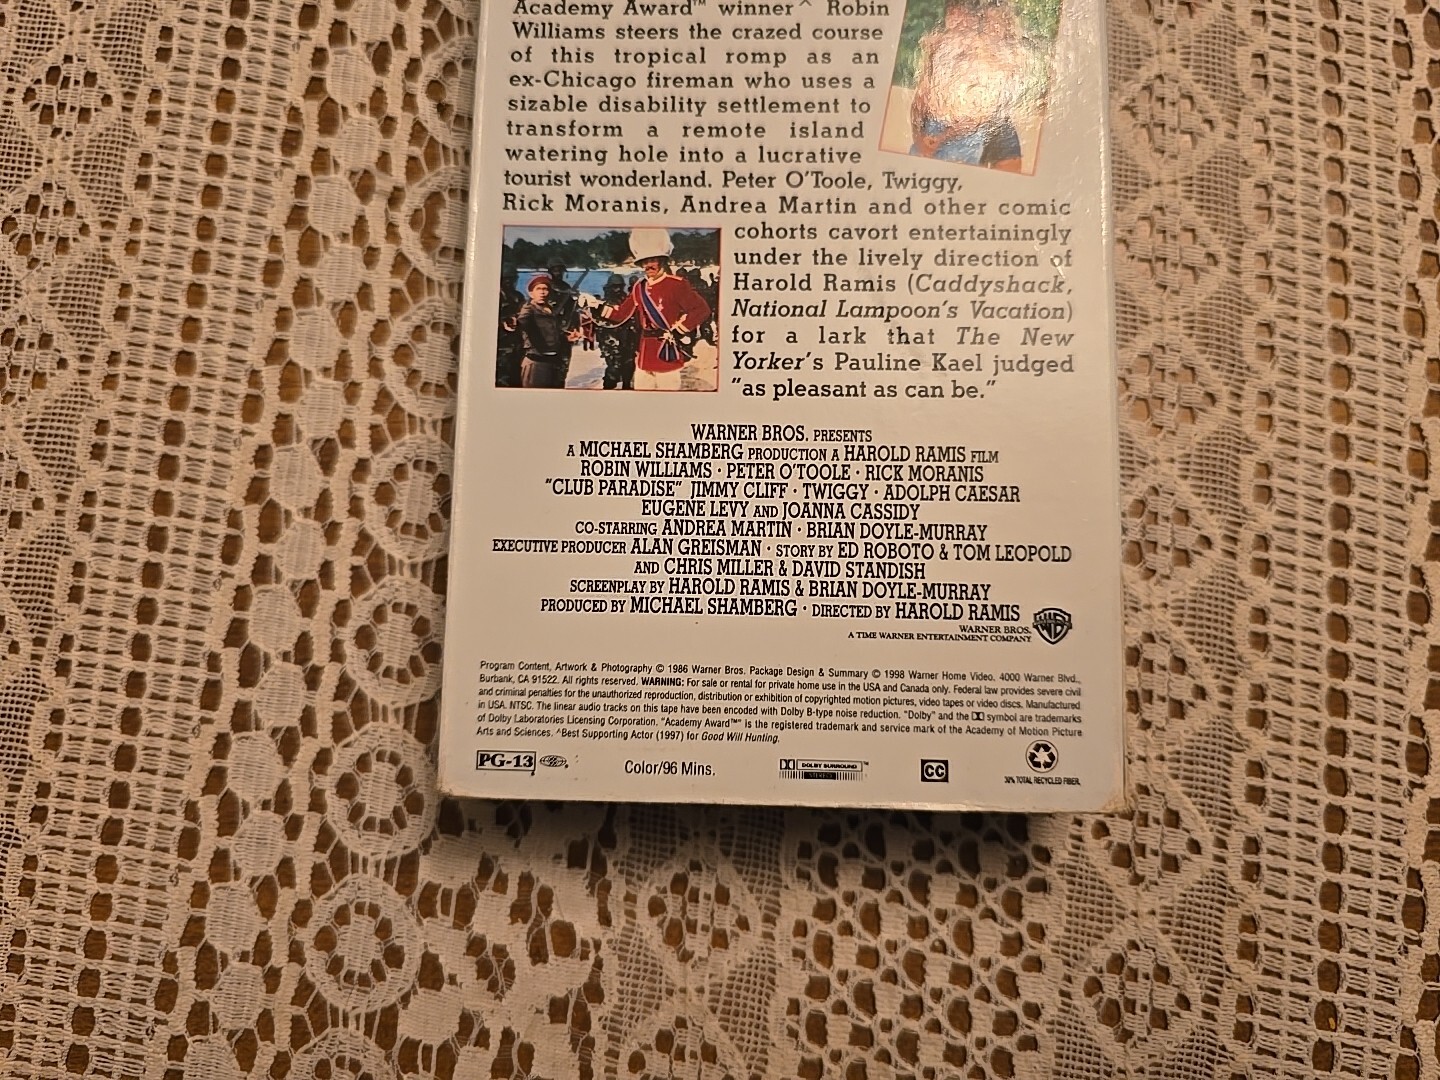 Academy Award™ winner^ Robin
Williams steers the crazed course
of this tropical romp as an
ex-Chicago fireman who uses a
sizable disability settlement to
transform a remote island
watering hole into a lucrative
tourist wonderland. Peter O'Toole, Twiggy,
Rick Moranis, Andrea Martin and other comic
cohorts cavort entertainingly
under the lively direction of
Harold Ramis (Caddyshack,
National Lampoon's Vacation)
for a lark that The New
Yorker's Pauline Kael judged
"as pleasant as can be."
WARNER BROS. PRESENTS
A MICHAEL SHAMBERG PRODUCTION A HAROLD RAMIS FILM
ROBIN WILLIAMS · PETER O'TOOLE · RICK MORANIS
"CLUB PARADISE" JIMMY CLIFF · TWIGGY · ADOLPH CAESAR
EUGENE LEVY AND JOANNA CASSIDY
CO-STARRING ANDREA MARTIN · BRIAN DOYLE-MURRAY
EXECUTIVE PRODUCER ALAN GREISMAN · STORY BY ED ROBOTO & TOM LEOPOLD
AND CHRIS MILLER & DAVID STANDISH
SCREENPLAY BY HAROLD RAMIS & BRIAN DOYLE-MURRAY
PRODUCED BY MICHAEL SHAMBERG · DIRECTED BY HAROLD RAMIS
WARNER BROS.
A TIME WARNER ENTERTAINMENT COMPANY
Program Content, Artwork & Photography © 1986 Warner Bros. Package Design & Summary © 1998 Warner Home Video, 4000 Warner Blvd.,
Burbank, CA 91522. All rights reserved. WARNING: For sale or rental for private home use in the USA and Canada only. Federal law provides severe civil
and criminal penalties for the unauthorized reproduction, distribution or exhibition of copyrighted motion pictures, video tapes or video discs. Manufactured
in USA. NTSC. The linear audio tracks on this tape have been encoded with Dolby B-type noise reduction. "Dolby" and the symbol are trademarks
of Dolby Laboratories Licensing Corporation. "Academy Award™" is the registered trademark and service mark of the Academy of Motion Picture
Arts and Sciences. ^Best Supporting Actor (1997) for Good Will Hunting.
PG-13
Color/96 Mins.
DOLBY SURROUND™
CC
TOTAL RECYCLED FIBER.